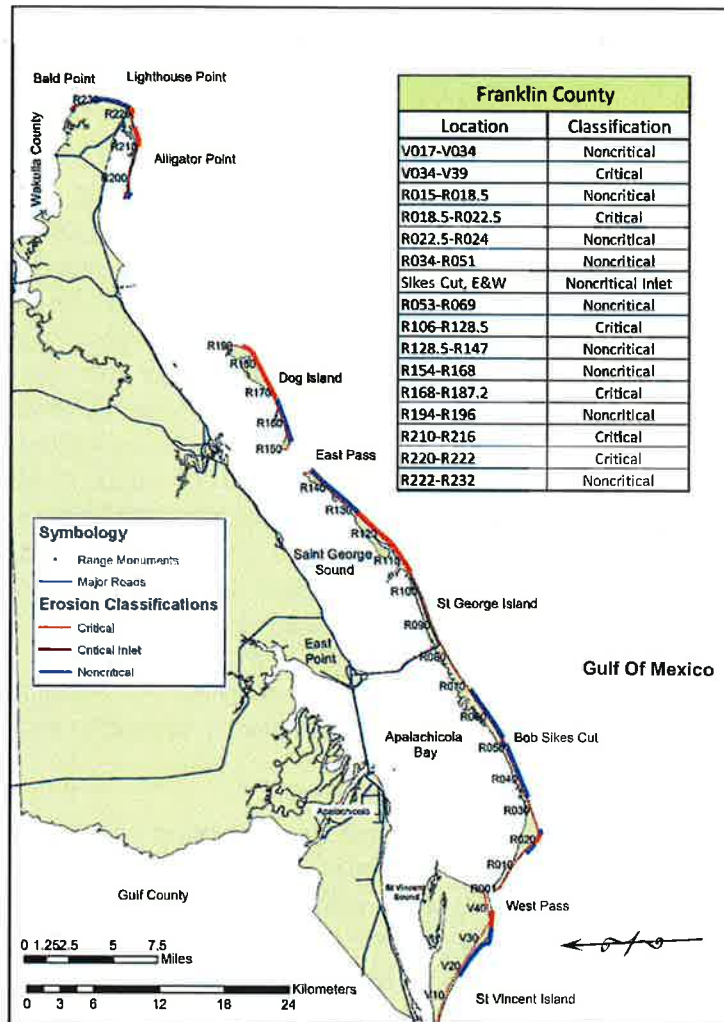 Bald Point
Lighthouse Point
R230
R220
R210
Alligator Point
R200
Wakulla County
Franklin County
Location Classification
V017-V034 Noncritical
V034-V39 Critical
R015-R018.5 Noncritical
R018.5-R022.5 Critical
R022.5-R024 Noncritical
R034-R051 Noncritical
Sikes Cut, E&W Noncritical Inlet
R053-R069 Noncritical
R106-R128.5 Critical
R128.5-R147 Noncritical
R154-R168 Noncritical
R168-R187.2 Critical
R194-R196 Noncritical
R210-R216 Critical
R220-R222 Critical
R222-R232 Noncritical
R190
R180
Dog Island
R170
R160
R150
East Pass
R140
R130
R120
Saint George
Sound
R110
R100
St George Island
R090
R080
Symbology
Range Monuments
Major Roads
Erosion Classifications
Critical
Critical Inlet
Noncritical
East
Point
Gulf Of Mexico
R070
R060
Bob Sikes Cut
R050
Apalachicola
Bay
R040
R030
Apalachicola
R020
R010
Gulf County
St Vincent
Sound
R001
West Pass
V40
V30
V20
V10
St Vincent Island
0 1.25 2.5 5 7.5
Miles
Kilometers
0 3 6 12 18 24